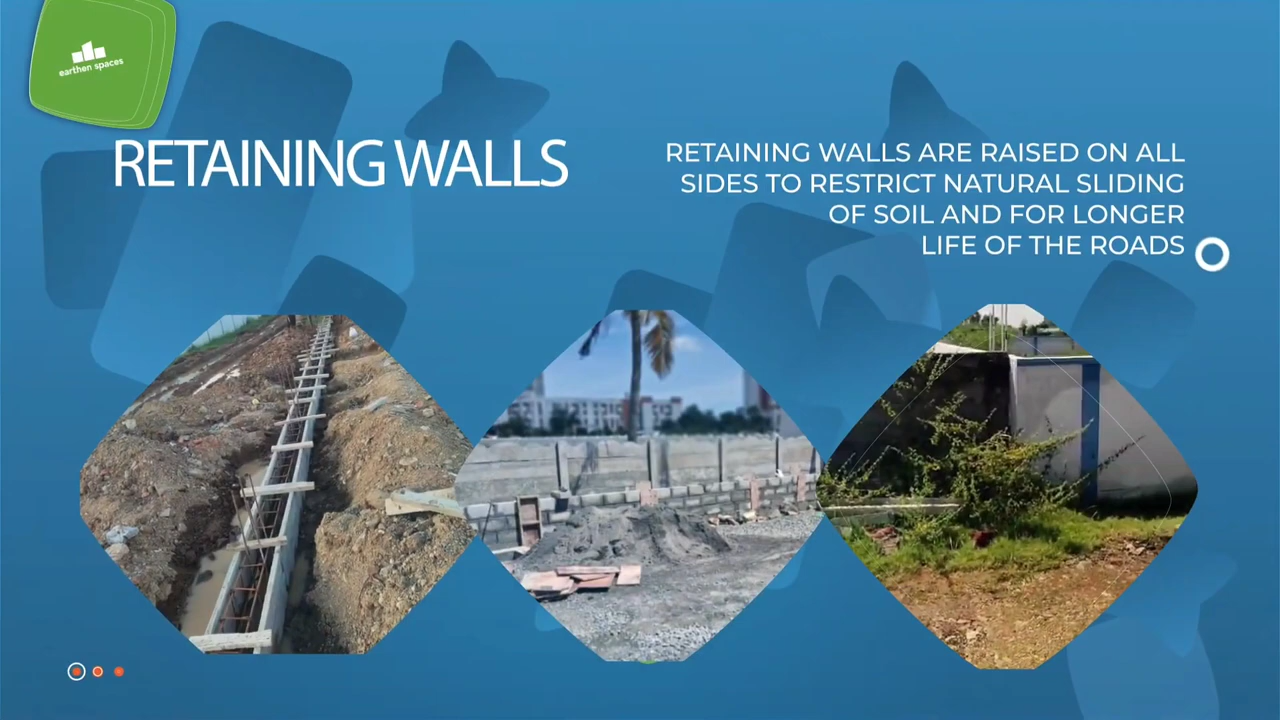 earthen spaces
RETAINING WALLS
RETAINING WALLS ARE RAISED ON ALL
SIDES TO RESTRICT NATURAL SLIDING
OF SOIL AND FOR LONGER
LIFE OF THE ROADS